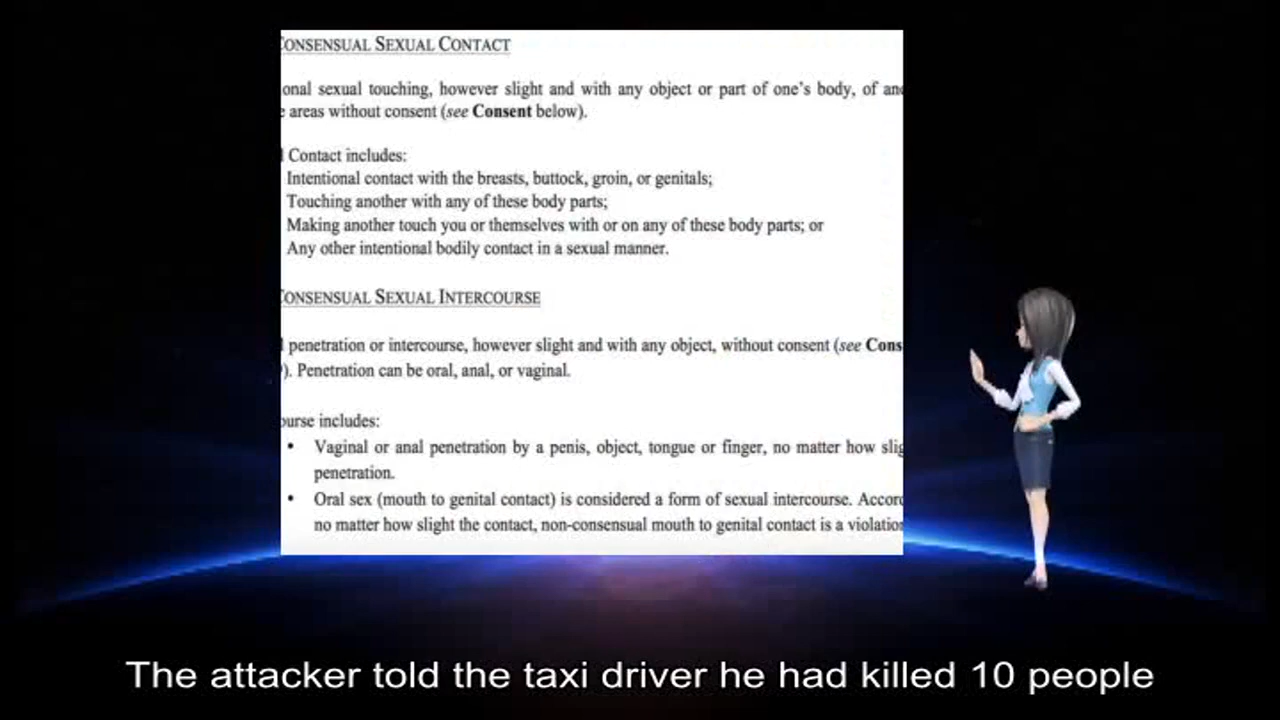 ONSENSUAL SEXUAL CONTACT
onal sexual touching, however slight and with any object or part of one's body, of
areas without consent (see Consent below).
Contact includes:
Intentional contact with the breasts, buttock, groin, or genitals;
Touching another with any of these body parts;
Making another touch you or themselves with or on any of these body parts; or
Any other intentional bodily contact in a sexual manner.
ONSENSUAL SEXUAL INTERCOURSE
penetration or intercourse, however slight and with any object, without consent (see Cons
). Penetration can be oral, anal, or vaginal.
ourse includes:
• Vaginal or anal penetration by a penis, object, tongue or finger, no matter how slig
penetration.
• Oral sex (mouth to genital contact) is considered a form of sexual intercourse. Accor
no matter how slight the contact, non-consensual mouth to genital contact is a violation
The attacker told the taxi driver he had killed 10 people